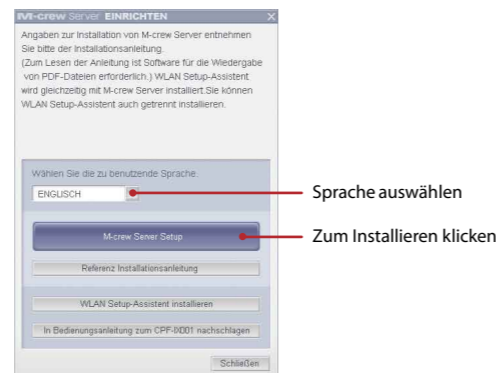 M-crew Server EINRICHTEN
Angaben zur Installation von M-crew Server entnehmen
Sie bitte der Installationsanleitung.
(Zum Lesen der Anleitung ist Software für die Wiedergabe
von PDF-Dateien erforderlich.) WLAN Setup-Assistent
wird gleichzeitig mit M-crew Server installiert.Sie können
WLAN Setup-Assistent auch getrennt installieren.
Wählen Sie die zu benutzende Sprache.
ENGLISCH
Sprache auswählen
M-crew Server Setup
Zum Installieren klicken
Referenz Installationsanleitung
WLAN Setup-Assistent installieren
In Bedienungsanleitung zum CPF-IX001 nachschlagen
Schließen